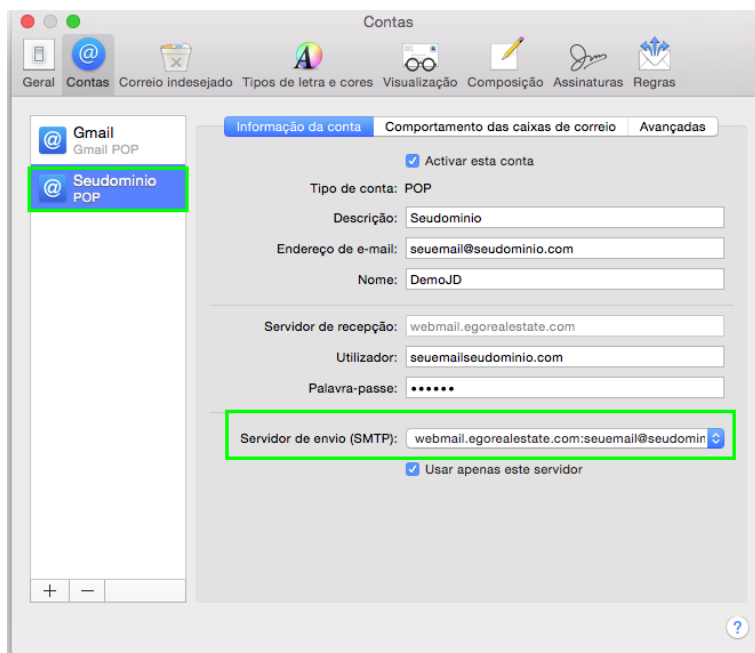 Contas
Geral Contas Correio indesejado Tipos de letra e cores Visualização Composição Assinaturas Regras
Gmail
Gmail POP
Seudominio
POP
Informação da conta Comportamento das caixas de correio Avançadas
Activar esta conta
Tipo de conta: POP
Descrição: Seudominio
Endereço de e-mail: seuemail@seudominio.com
Nome: DemoJD
Servidor de recepção: webmail.egorealestate.com
Utilizador: seuemailseudominio.com
Palavra-passe: ••••••
Servidor de envio (SMTP): webmail.egorealestate.com:seuemail@seudomin
Usar apenas este servidor
+ −
?